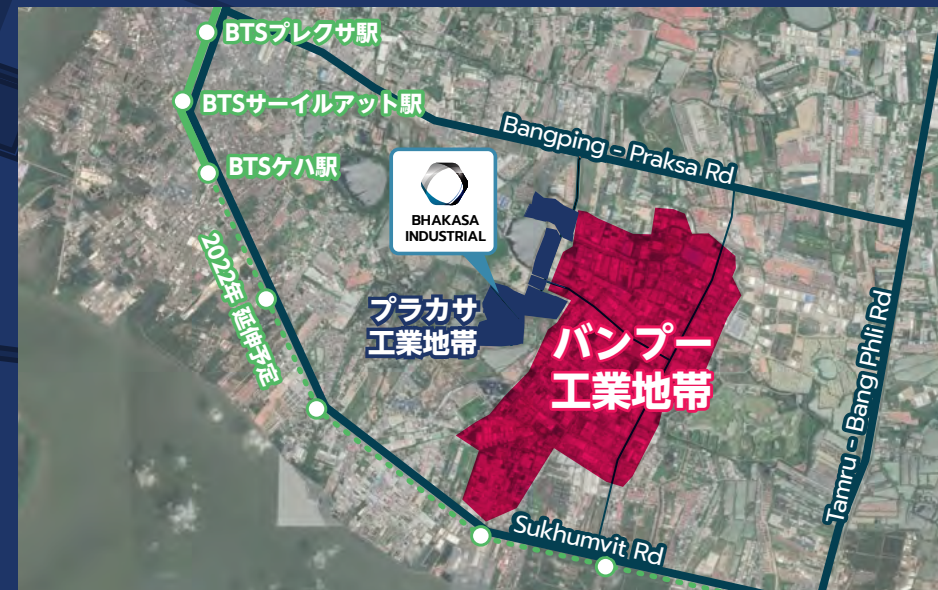 BTSプレクサ駅
BTSサーイルアット駅
Bangping - Praksa Rd
BTSケハ駅
BHAKASA
INDUSTRIAL
2022年 延伸予定
プラカサ
工業地帯
バンプー
工業地帯
Tamru - Bang Phli Rd
Sukhumvit Rd